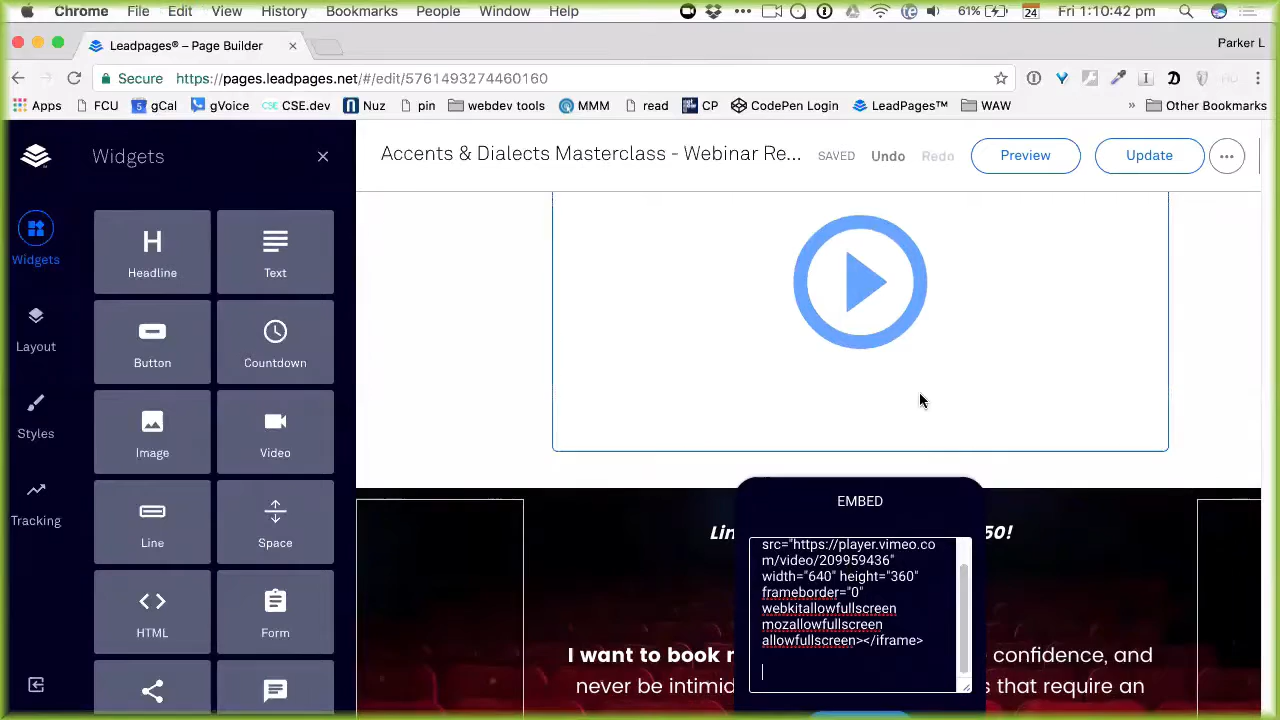 Chrome File Edit View History Bookmarks People Window Help 61% 24 Fri 1:10:42 pm
Leadpages® – Page Builder Parker L
Secure https://pages.leadpages.net/#/edit/5761493274460160
Apps FCU gCal gVoice CSE CSE.dev Nuz pin webdev tools MMM read CP CodePen Login LeadPages™ WAW » Other Bookmarks
Widgets
Accents & Dialects Masterclass - Webinar Re... SAVED Undo Redo Preview Update
Widgets
Layout
Styles
Tracking
H
Headline Text
Button Countdown
Image Video
Line Space
HTML Form
EMBED
src="https://player.vimeo.co
m/video/209959436"
width="640" height="360"
frameborder="0"
webkitallowfullscreen
mozallowfullscreen
allowfullscreen></iframe>
50!
I want to book confidence, and
never be that require an